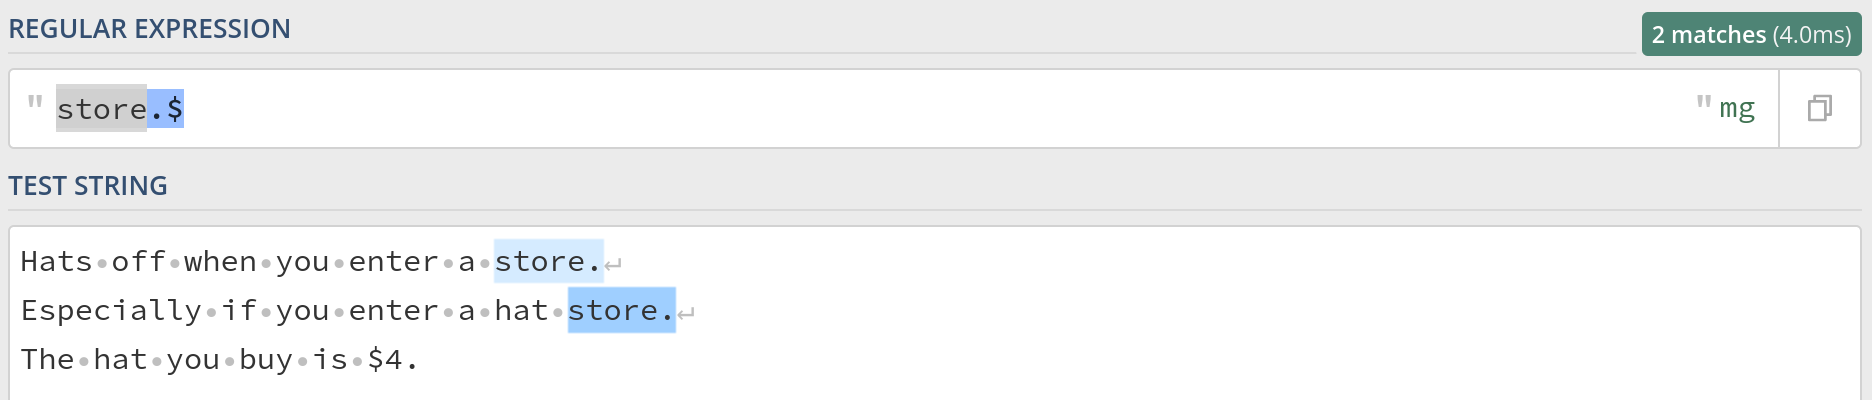 REGULAR EXPRESSION
2 matches (4.0ms)
" store.$ " mg
TEST STRING
Hats·off·when·you·enter·a·store.↵
Especially·if·you·enter·a·hat·store.↵
The·hat·you·buy·is·$4.